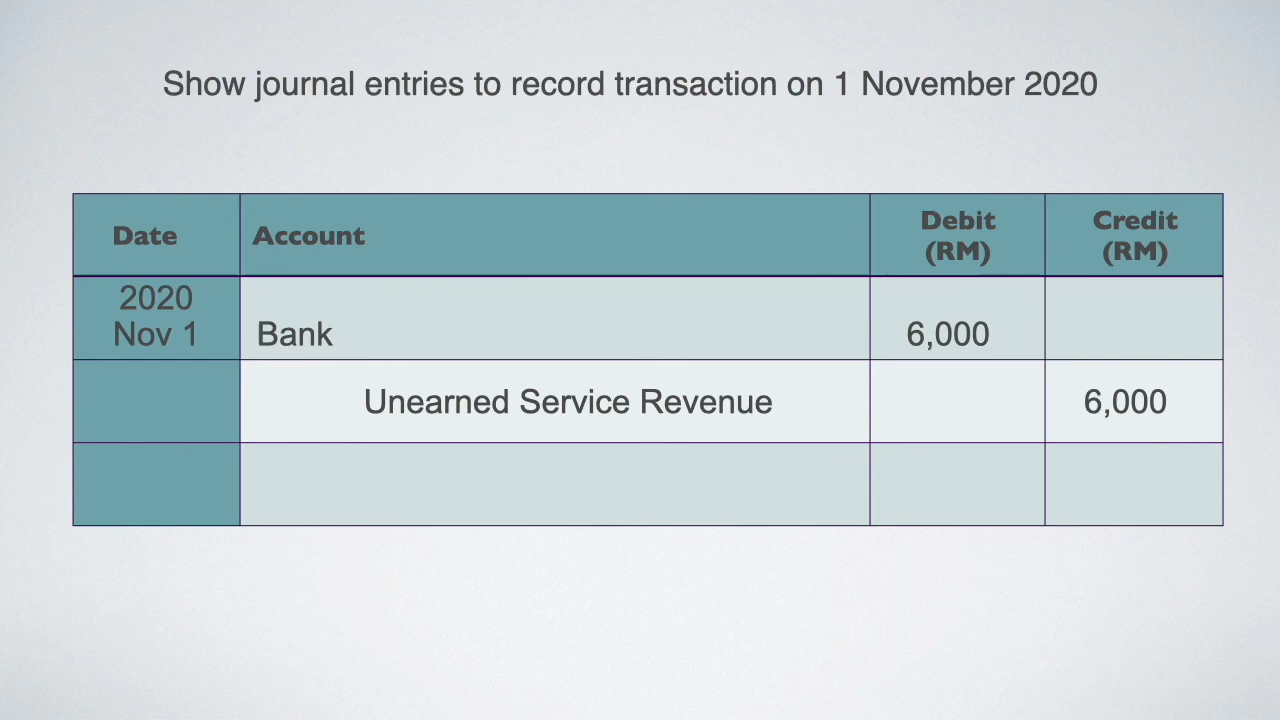 Show journal entries to record transaction on 1 November 2020
Date Account Debit (RM) Credit (RM)
2020
Nov 1 Bank 6,000
Unearned Service Revenue 6,000